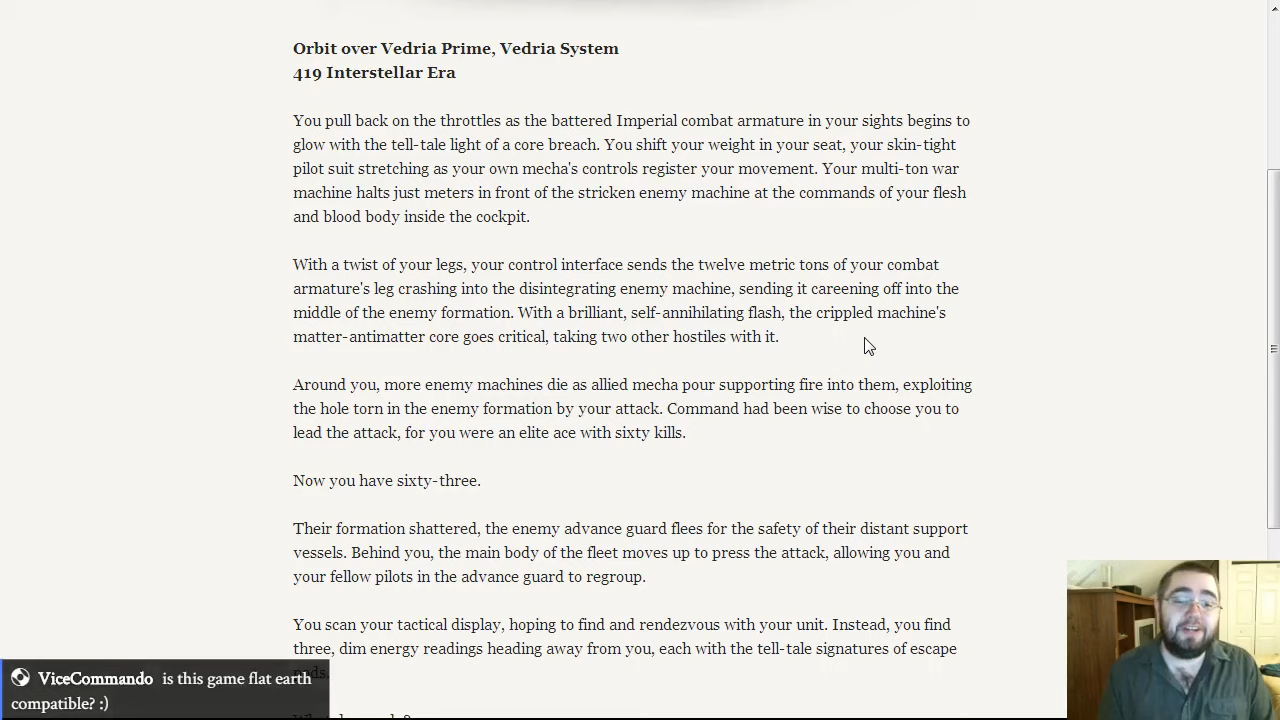 Orbit over Vedria Prime, Vedria System
419 Interstellar Era
You pull back on the throttles as the battered Imperial combat armature in your sights begins to
glow with the tell-tale light of a core breach. You shift your weight in your seat, your skin-tight
pilot suit stretching as your own mecha's controls register your movement. Your multi-ton war
machine halts just meters in front of the stricken enemy machine at the commands of your flesh
and blood body inside the cockpit.
With a twist of your legs, your control interface sends the twelve metric tons of your combat
armature's leg crashing into the disintegrating enemy machine, sending it careening off into the
middle of the enemy formation. With a brilliant, self-annihilating flash, the crippled machine's
matter-antimatter core goes critical, taking two other hostiles with it.
Around you, more enemy machines die as allied mecha pour supporting fire into them, exploiting
the hole torn in the enemy formation by your attack. Command had been wise to choose you to
lead the attack, for you were an elite ace with sixty kills.
Now you have sixty-three.
Their formation shattered, the enemy advance guard flees for the safety of their distant support
vessels. Behind you, the main body of the fleet moves up to press the attack, allowing you and
your fellow pilots in the advance guard to regroup.
You scan your tactical display, hoping to find and rendezvous with your unit. Instead, you find
three, dim energy readings heading away from you, each with the tell-tale signatures of escape
pods.
ViceCommando is this game flat earth
compatible? :)